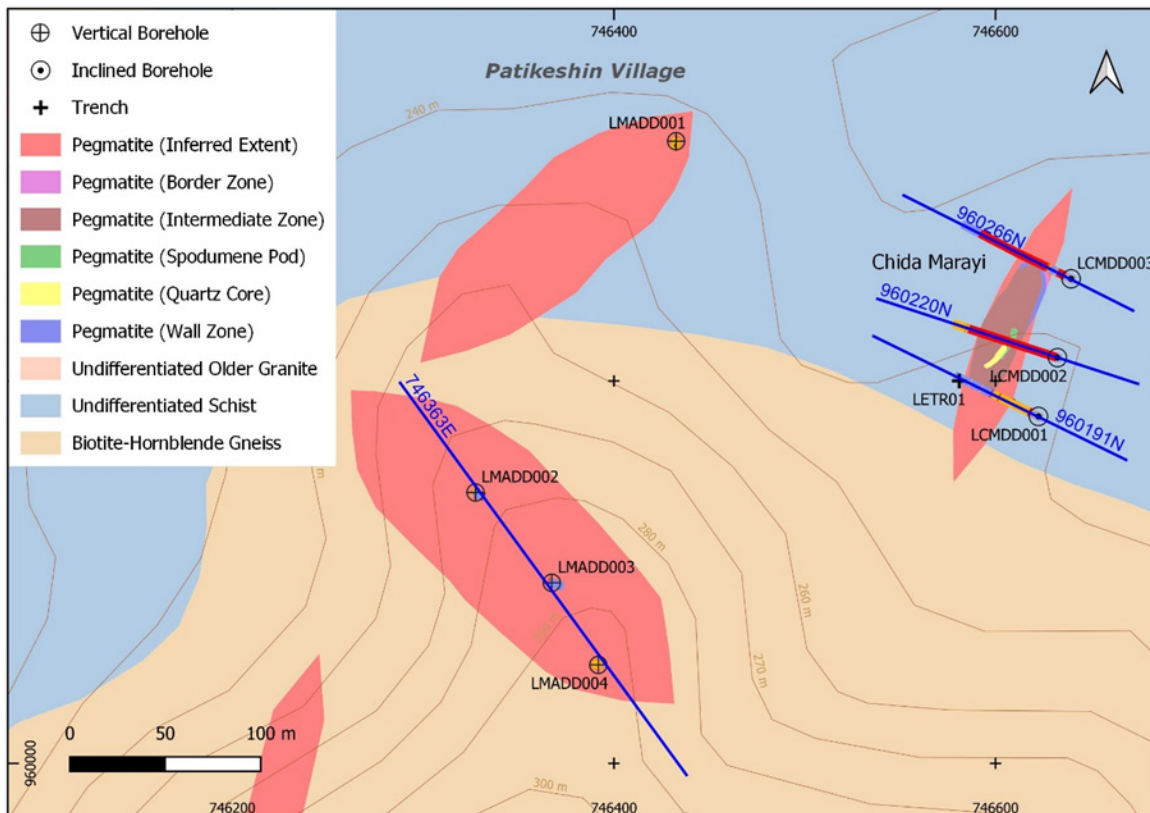 Vertical Borehole
Inclined Borehole
Trench
Pegmatite (Inferred Extent)
Pegmatite (Border Zone)
Pegmatite (Intermediate Zone)
Pegmatite (Spodumene Pod)
Pegmatite (Quartz Core)
Pegmatite (Wall Zone)
Undifferentiated Older Granite
Undifferentiated Schist
Biotite-Hornblende Gneiss
746400
746600
Patikeshin Village
240 m
LMADD001
960266N
Chida Marayi
LCMDD003
960220N
LCMDD002
LETR01
LCMDD001
960191N
746363E
LMADD002
280 m
LMADD003
260 m
270 m
LMADD004
0 50 100 m
960000
300 m
746200
746400
746600